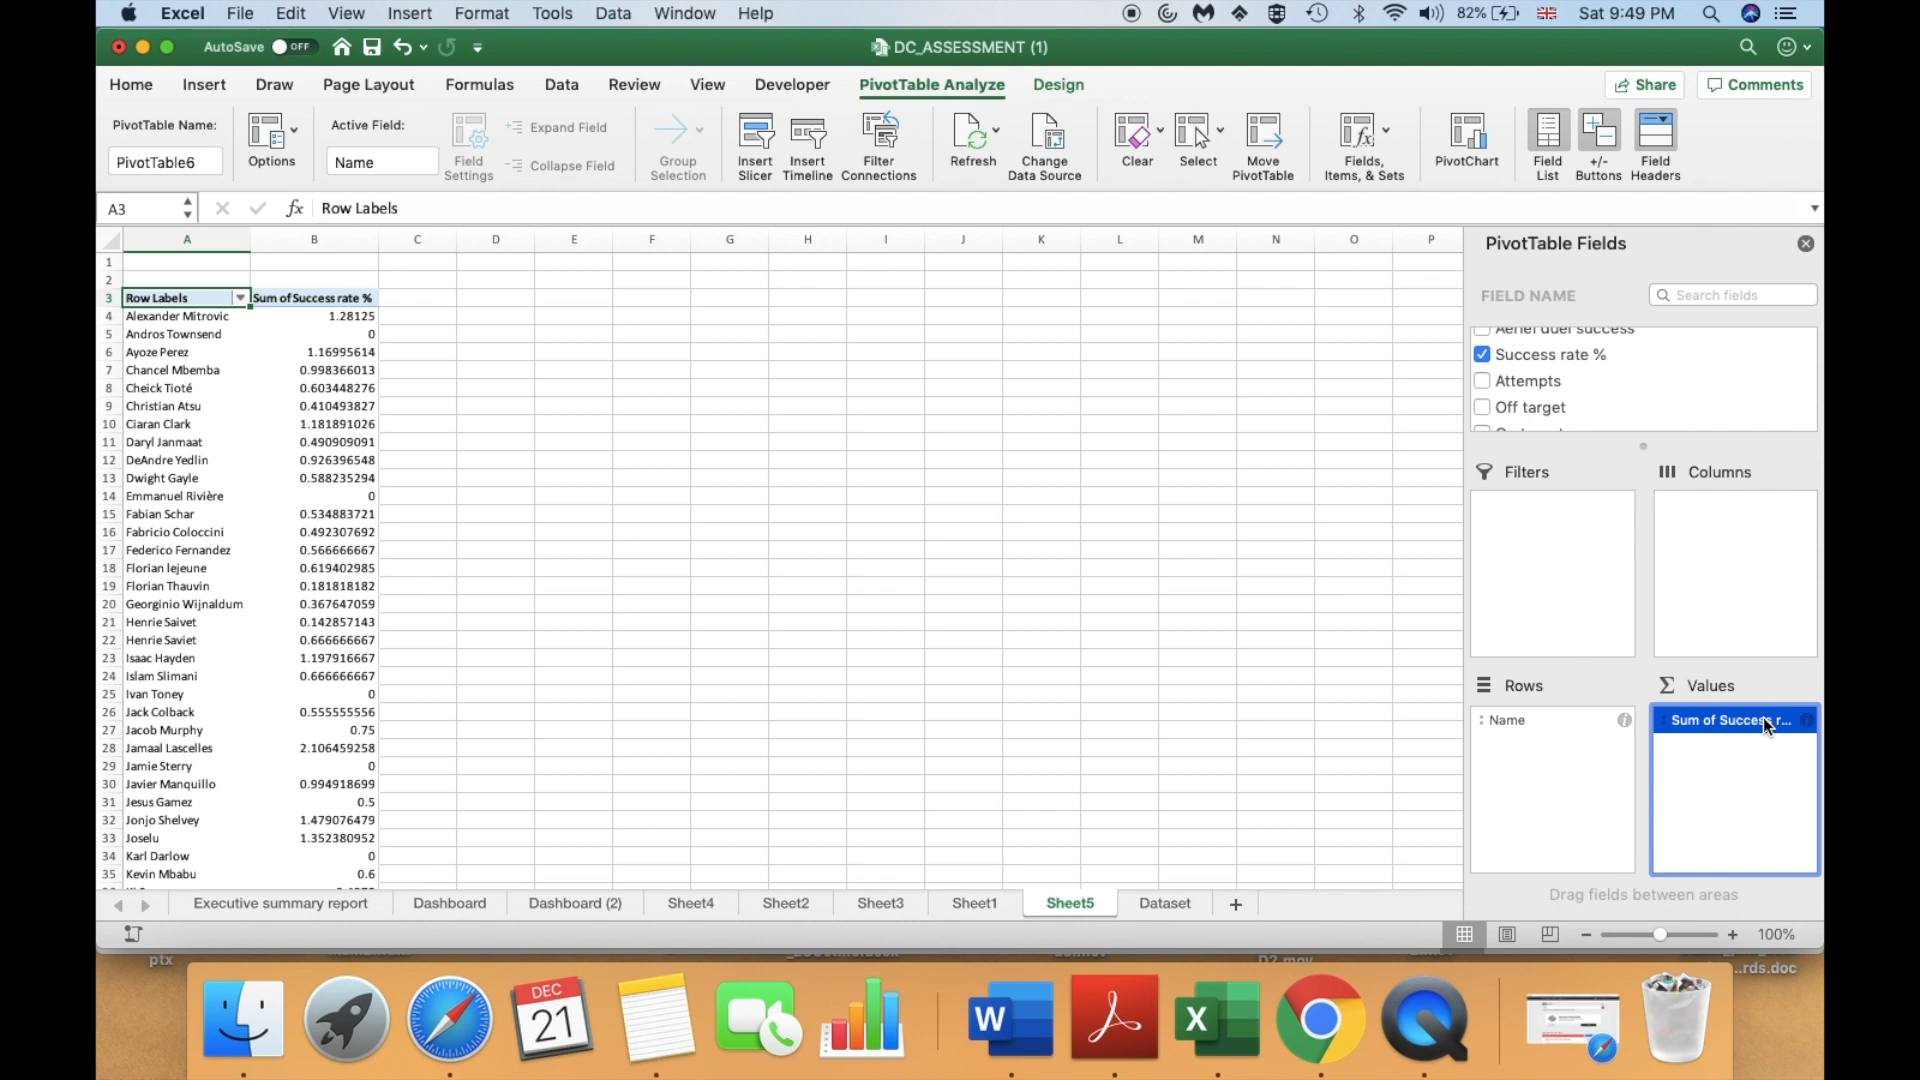 Excel File Edit View Insert Format Tools Data Window Help 82% Sat 9:49 PM
AutoSave OFF DC_ASSESSMENT (1)
Home Insert Draw Page Layout Formulas Data Review View Developer PivotTable Analyze Design Share Comments
PivotTable Name: Active Field: Expand Field
PivotTable6 Options Name Field Settings Collapse Field Group Selection Insert Slicer Insert Timeline Filter Connections Refresh Change Data Source Clear Select Move PivotTable Fields, Items, & Sets PivotChart Field List +/- Buttons Field Headers
A3 fx Row Labels
A B C D E F G H I J K L M N O P
1
2
3 Row Labels Sum of Success rate %
4 Alexander Mitrovic 1.28125
5 Andros Townsend 0
6 Ayoze Perez 1.16995614
7 Chancel Mbemba 0.998366013
8 Cheick Tioté 0.603448276
9 Christian Atsu 0.410493827
10 Ciaran Clark 1.181891026
11 Daryl Janmaat 0.490909091
12 DeAndre Yedlin 0.926396548
13 Dwight Gayle 0.588235294
14 Emmanuel Rivière 0
15 Fabian Schar 0.534883721
16 Fabricio Coloccini 0.492307692
17 Federico Fernandez 0.566666667
18 Florian lejeune 0.619402985
19 Florian Thauvin 0.181818182
20 Georginio Wijnaldum 0.367647059
21 Henrie Saivet 0.142857143
22 Henrie Saviet 0.666666667
23 Isaac Hayden 1.197916667
24 Islam Slimani 0.666666667
25 Ivan Toney 0
26 Jack Colback 0.555555556
27 Jacob Murphy 0.75
28 Jamaal Lascelles 2.106459258
29 Jamie Sterry 0
30 Javier Manquillo 0.994918699
31 Jesus Gamez 0.5
32 Jonjo Shelvey 1.479076479
33 Joselu 1.352380952
34 Karl Darlow 0
35 Kevin Mbabu 0.6
PivotTable Fields
FIELD NAME Search fields
Aeriel duel success
Success rate %
Attempts
Off target
Filters Columns
Rows Values
Name Sum of Success r...
Drag fields between areas
Executive summary report Dashboard Dashboard (2) Sheet4 Sheet2 Sheet3 Sheet1 Sheet5 Dataset +
100%
ptx D2.mov ..rds.doc
DEC
21
W X